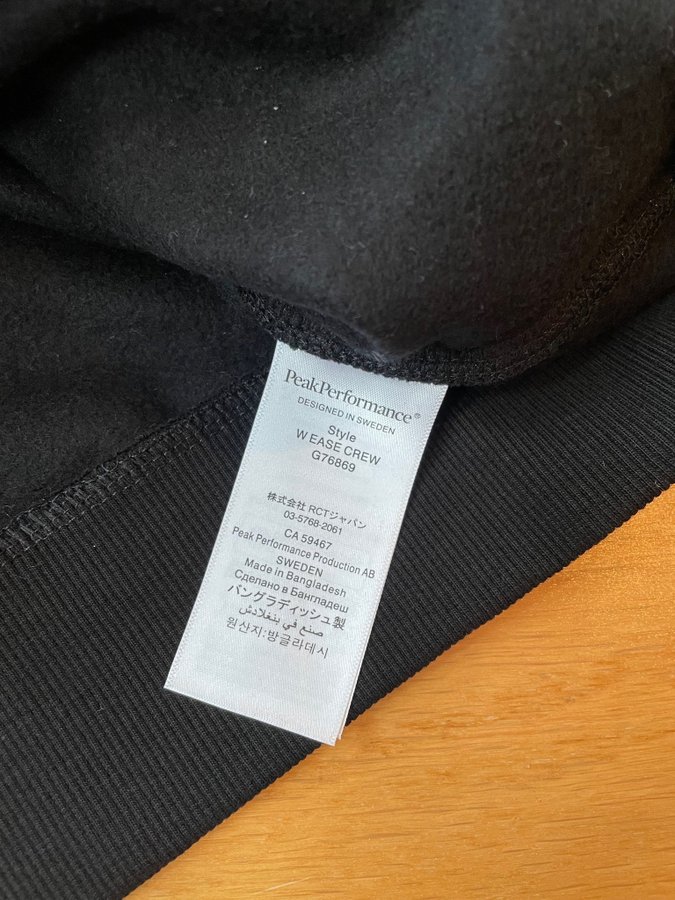 PeakPerformance®
DESIGNED IN SWEDEN
Style
W EASE CREW
G76869
株式会社 RCTジャパン
03-5768-2061
CA 59467
Peak Performance Production AB
SWEDEN
Made in Bangladesh
Сделано в Бангладеш
バングラディッシュ製
صنع في بنغلادش
원산지:방글라데시